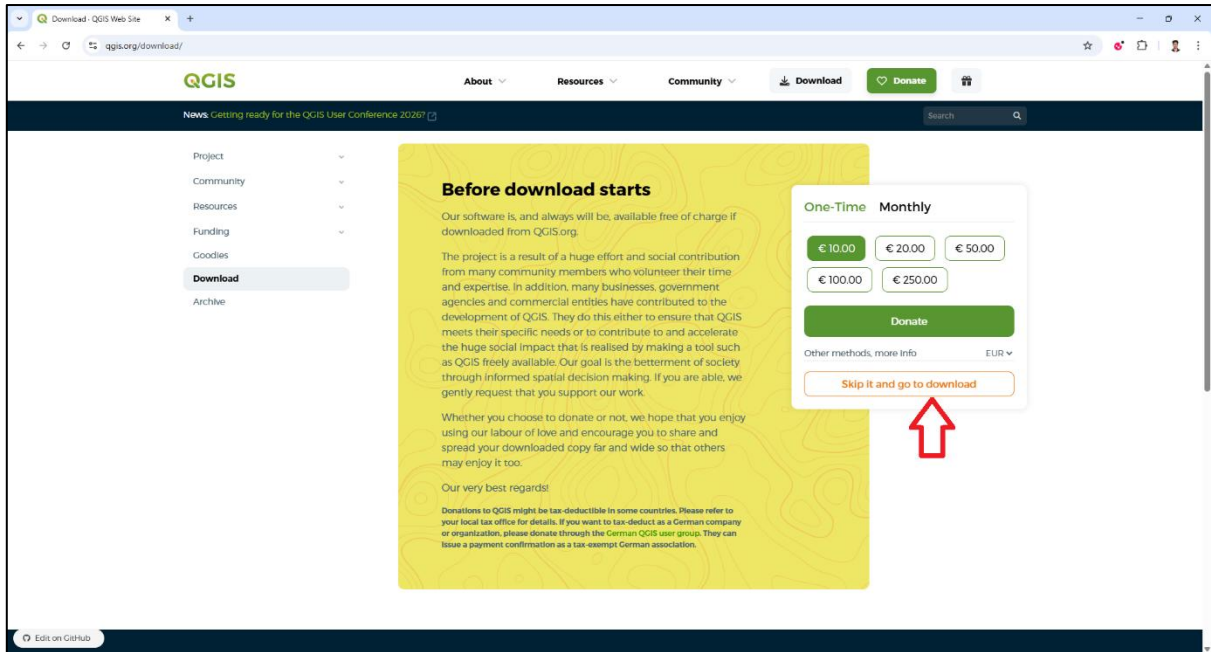 Download · QGIS Web Site
qgis.org/download/
QGIS
About
Resources
Community
Download
Donate
News: Getting ready for the QGIS User Conference 2026?
Search
Project
Community
Resources
Funding
Goodies
Download
Archive
Before download starts
Our software is, and always will be, available free of charge if
downloaded from QGIS.org.
The project is a result of a huge effort and social contribution
from many community members who volunteer their time
and expertise. In addition, many businesses, government
agencies and commercial entities have contributed to the
development of QGIS. They do this either to ensure that QGIS
meets their specific needs or to contribute to and accelerate
the huge social impact that is realised by making a tool such
as QGIS freely available. Our goal is the betterment of society
through informed spatial decision making. If you are able, we
gently request that you support our work.
Whether you choose to donate or not, we hope that you enjoy
using our labour of love and encourage you to share and
spread your downloaded copy far and wide so that others
may enjoy it too.
Our very best regards!
Donations to QGIS might be tax-deductible in some countries. Please refer to
your local tax office for details. If you want to tax-deduct as a German company
or organization, please donate through the German QGIS user group. They can
issue a payment confirmation as a tax-exempt German association.
One-Time Monthly
€ 10.00 € 20.00 € 50.00
€ 100.00 € 250.00
Donate
Other methods, more Info EUR
Skip it and go to download
Edit on GitHub